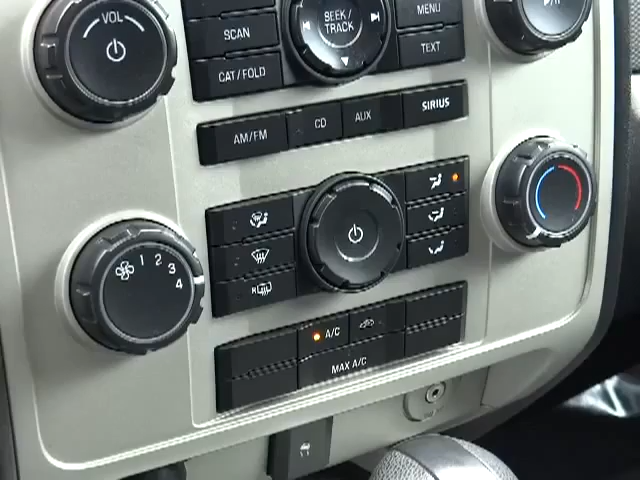 VOL
SCAN
CAT/FOLD
SEEK/
TRACK
MENU
TEXT
AM/FM
CD
AUX
SIRIUS
R
1 2 3 4
A/C
MAX A/C